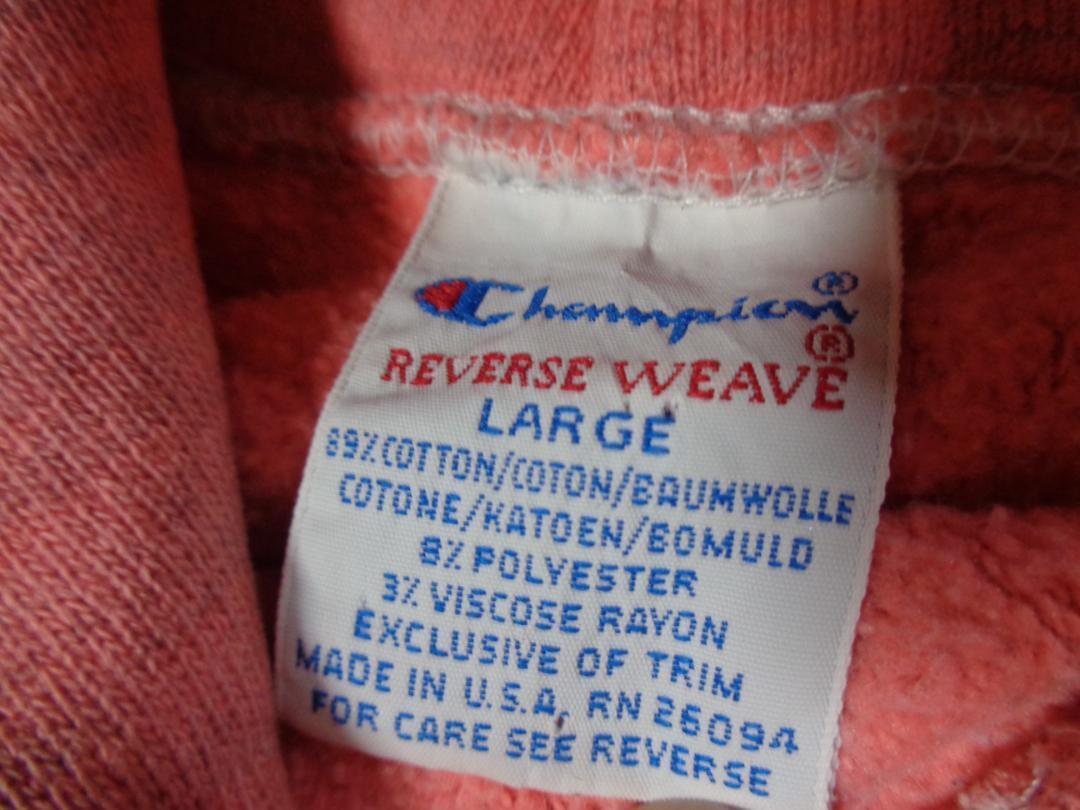 Champion®
REVERSE WEAVE®
LARGE
89% COTTON/COTON/BAUMWOLLE
COTONE/KATOEN/BOMULD
8% POLYESTER
3% VISCOSE RAYON
EXCLUSIVE OF TRIM
MADE IN U.S.A. RN 26094
FOR CARE SEE REVERSE